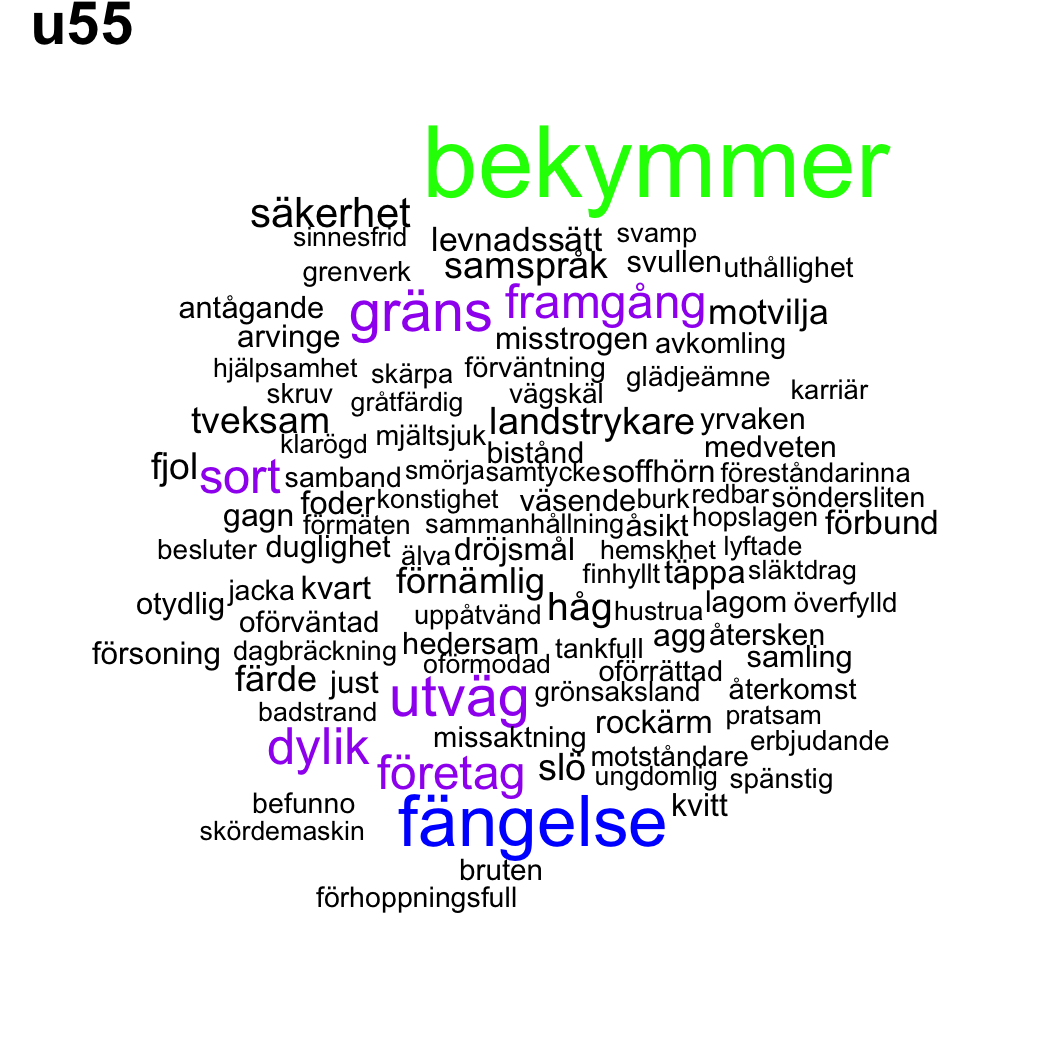 u55
bekymmer
säkerhet
sinnesfrid levnadssätt svamp
grenverk samspråk svullen uthållighet
antågande gräns framgång motvilja
arvinge misstrogen avkomling
hjälpsamhet skärpa förväntning glädjeämne
skruv gråtfärdig vägskäl karriär
tveksam landstrykare yrvaken
klarögd mjältsjuk bistånd medveten
fjol sort samband smörja samtycke soffhörn föreståndarinna
foder konstighet väsende burk redbar söndersliten
gagn förmäten sammanhållning åsikt hopslagen förbund
besluter duglighet älva dröjsmål hemskhet lyftade
jacka kvart förnämlig finhyllt täppa släktdrag
otydlig oförväntad uppåtvänd håg hustrua lagom överfylld
försoning dagbräckning hedersam tankfull agg återsken
färde just oförmodad oförrättad samling
badstrand utväg grönsaksland återkomst
dylik missaktning rockärm pratsam
företag slö motståndare erbjudande
ungdomlig spänstig
befunno fängelse kvitt
skördemaskin
bruten
förhoppningsfull